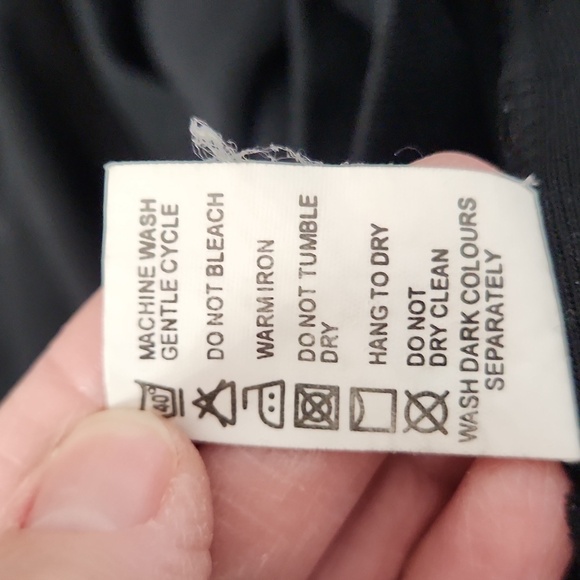 MACHINE WASH
GENTLE CYCLE
DO NOT BLEACH
WARM IRON
DO NOT TUMBLE
DRY
HANG TO DRY
DO NOT
DRY CLEAN
WASH DARK COLOURS
SEPARATELY
40°